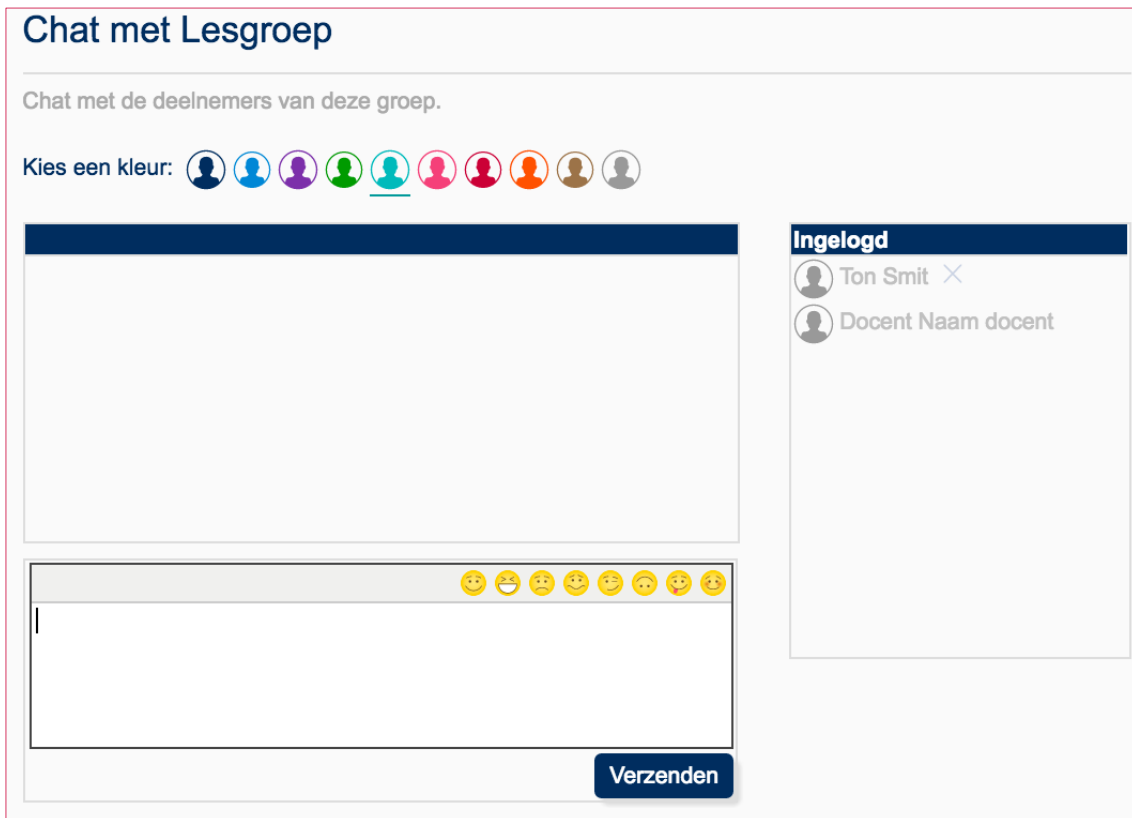 Chat met Lesgroep
Chat met de deelnemers van deze groep.
Kies een kleur:
Ingelogd
Ton Smit
Docent Naam docent
Verzenden